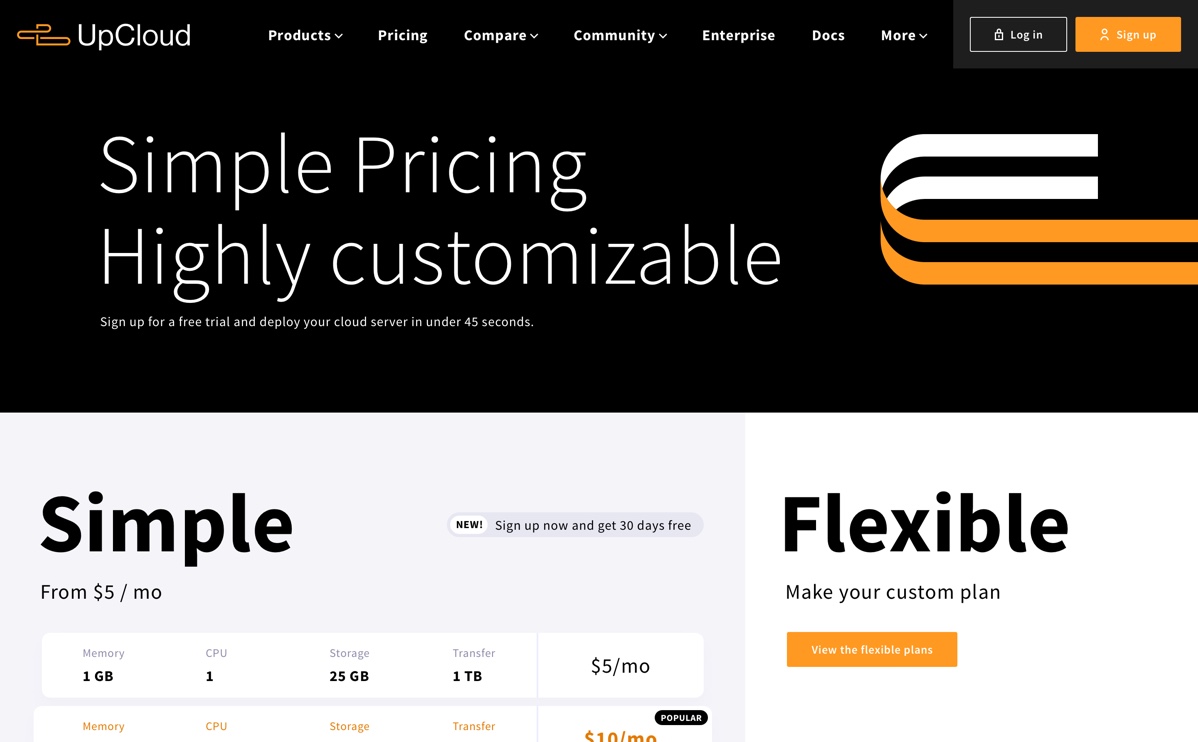 UpCloud
Products Pricing Compare Community Enterprise Docs More Log in Sign up
Simple Pricing
Highly customizable
Sign up for a free trial and deploy your cloud server in under 45 seconds.
Simple
NEW! Sign up now and get 30 days free
From $5 / mo
Memory CPU Storage Transfer
1 GB 1 25 GB 1 TB
$5/mo
POPULAR
Memory CPU Storage Transfer
$10/mo
Flexible
Make your custom plan
View the flexible plans